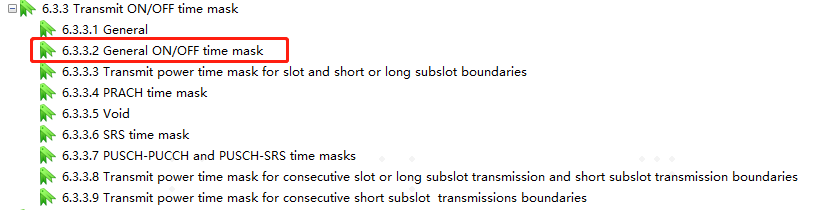 6.3.3 Transmit ON/OFF time mask
6.3.3.1 General
6.3.3.2 General ON/OFF time mask
6.3.3.3 Transmit power time mask for slot and short or long subslot boundaries
6.3.3.4 PRACH time mask
6.3.3.5 Void
6.3.3.6 SRS time mask
6.3.3.7 PUSCH-PUCCH and PUSCH-SRS time masks
6.3.3.8 Transmit power time mask for consecutive slot or long subslot transmission and short subslot transmission boundaries
6.3.3.9 Transmit power time mask for consecutive short subslot  transmissions boundaries